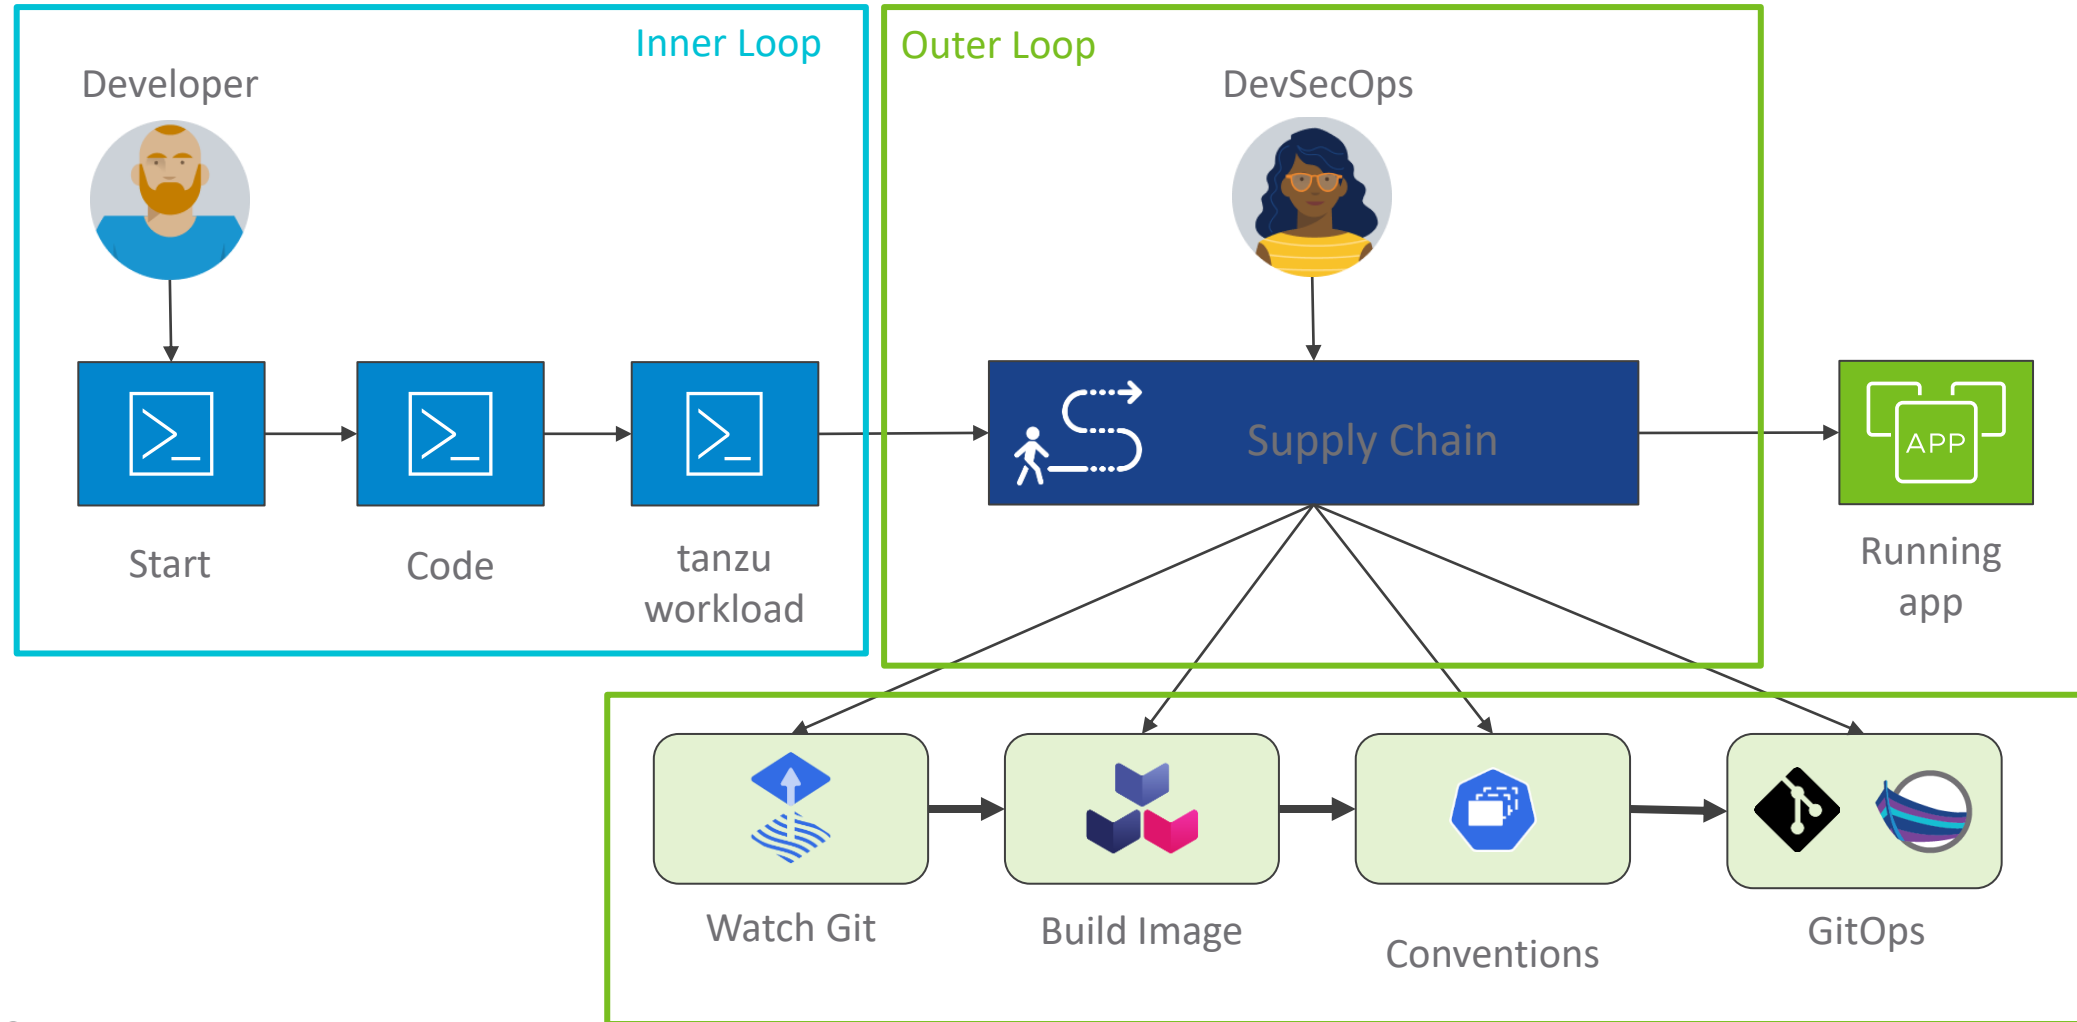 Inner Loop
Developer
Start
Code
tanzu
workload
Outer Loop
DevSecOps
Supply Chain
APP
Running
app
Watch Git
Build Image
Conventions
GitOps